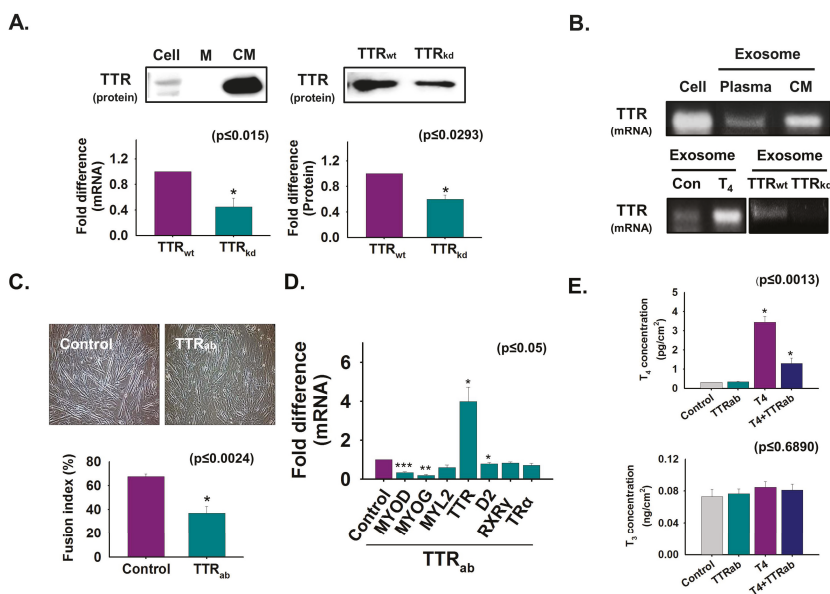 A.
Cell M CM
TTR
(protein)
TTRwt TTRkd
TTR
(protein)
(p≤0.015)
Fold difference
(mRNA)
1.2
0.8
0.4
0.0
TTRwt TTRkd
*
(p≤0.0293)
Fold difference
(Protein)
1.2
0.8
0.4
0.0
TTRwt TTRkd
*
B.
Exosome
Cell Plasma CM
TTR
(mRNA)
Exosome Exosome
Con T4 TTRwt TTRkd
TTR
(mRNA)
C.
Control
TTRab
(p≤0.0024)
Fusion index (%)
80
60
40
20
0
*
Control TTRab
D.
(p≤0.05)
Fold difference
(mRNA)
6
4
2
0
*** ** * *
Control MYOD MYOG MYL2 TTR D2 RXRγ TRα
TTRab
E.
(p≤0.0013)
T4 concentration
(pg/cm²)
5
4
3
2
1
0
* *
Control TTRab T4 T4+TTRab
(p≤0.6890)
T3 concentration
(ng/cm²)
0.12
0.08
0.04
0.00
Control TTRab T4 T4+TTRab